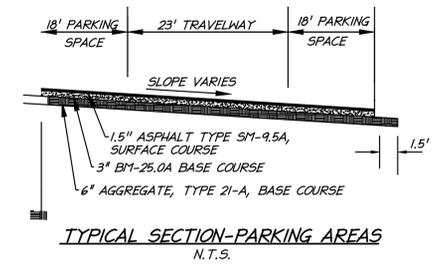 18' PARKING SPACE
23' TRAVELWAY
18' PARKING SPACE
SLOPE VARIES
1.5" ASPHALT TYPE SM-9.5A,
SURFACE COURSE
3" BM-25.0A BASE COURSE
6" AGGREGATE, TYPE 21-A, BASE COURSE
1.5'
TYPICAL SECTION-PARKING AREAS
N.T.S.